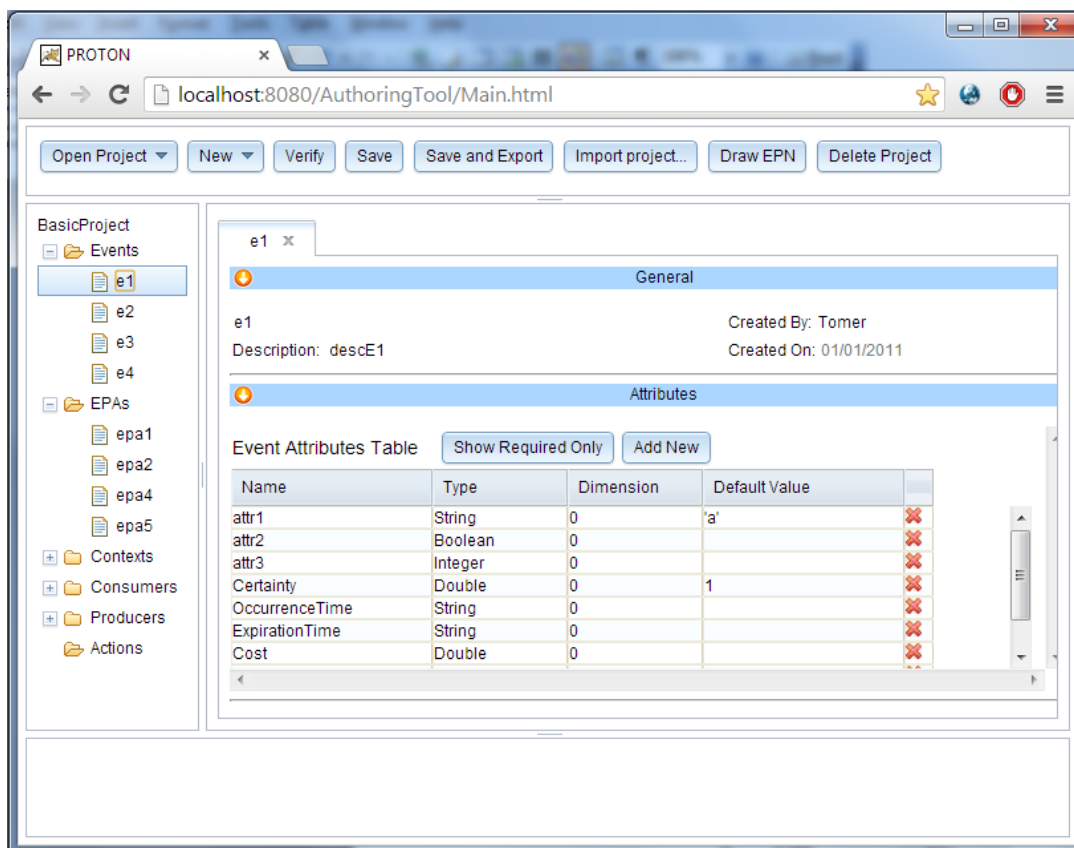 PROTON
localhost:8080/AuthoringTool/Main.html
Open Project New Verify Save Save and Export Import project... Draw EPN Delete Project
BasicProject
Events
e1
e2
e3
e4
EPAs
epa1
epa2
epa4
epa5
Contexts
Consumers
Producers
Actions
e1
General
e1 Created By: Tomer
Description: descE1 Created On: 01/01/2011
Attributes
Event Attributes Table Show Required Only Add New
Name Type Dimension Default Value
attr1 String 0 'a'
attr2 Boolean 0
attr3 Integer 0
Certainty Double 0 1
OccurrenceTime String 0
ExpirationTime String 0
Cost Double 0